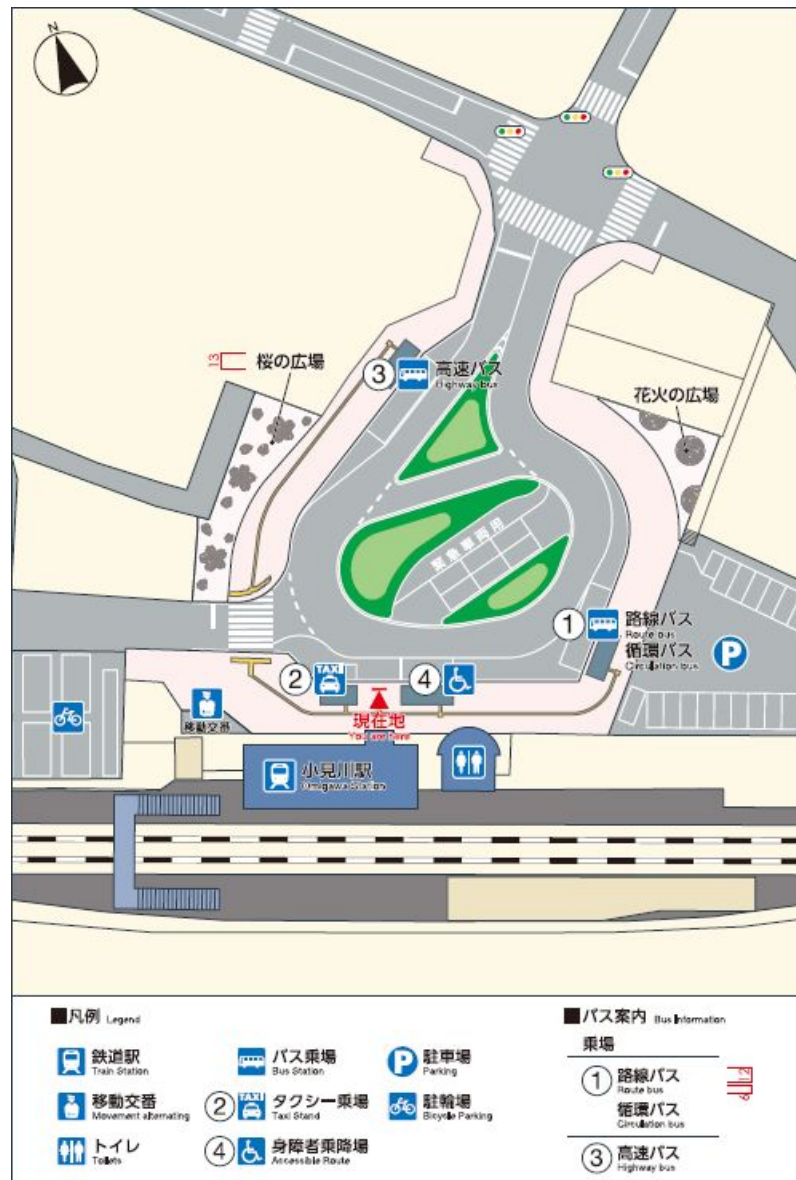 N
桜の広場
13
③
高速バス
Highway bus
花火の広場
緊急車両用
①
路線バス
Route bus
循環バス
Circulation bus
P
②
TAXI
④
現在地
You are here
移動交番
小見川駅
Omigawa Station
■凡例 Legend
鉄道駅
Train Station
バス乗場
Bus Station
P
駐車場
Parking
移動交番
Movement alternating
②
TAXI
タクシー乗場
Taxi Stand
駐輪場
Bicycle Parking
トイレ
Toilets
④
身障者乗降場
Accessible Route
■バス案内 Bus Information
乗場
①
路線バス
Route bus
循環バス
Circulation bus
12
6
③
高速バス
Highway bus